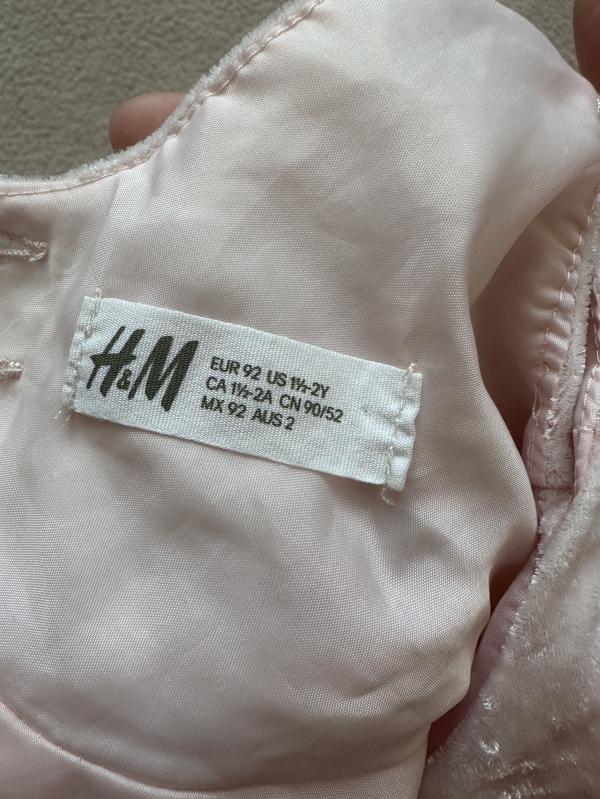 H&M
EUR 92 US 1½-2Y
CA 1½-2A CN 90/52
MX 92 AUS 2